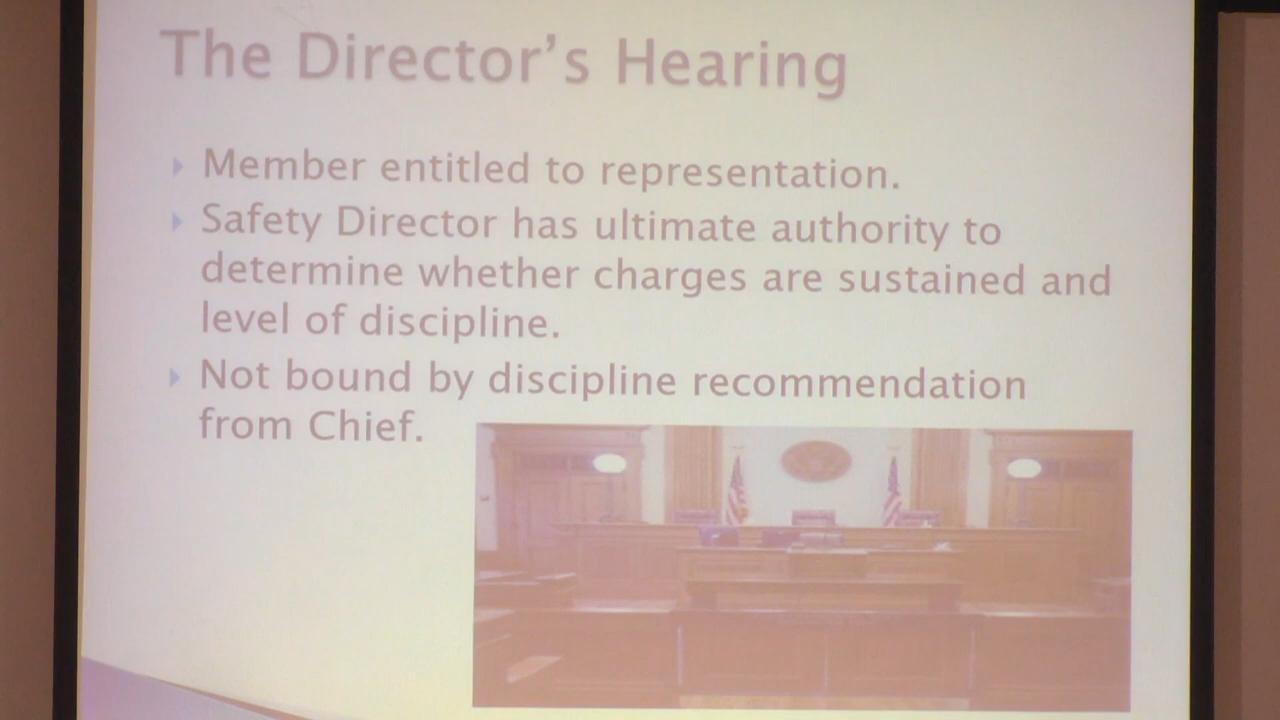 The Director's Hearing
Member entitled to representation.
Safety Director has ultimate authority to
determine whether charges are sustained and
level of discipline.
Not bound by discipline recommendation
from Chief.